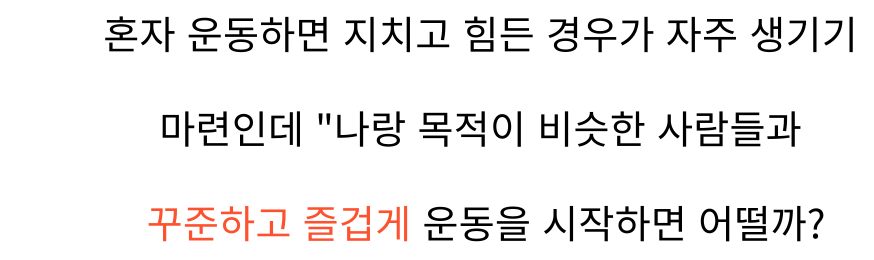 혼자 운동하면 지치고 힘든 경우가 자주 생기기
마련인데 "나랑 목적이 비슷한 사람들과
꾸준하고 즐겁게 운동을 시작하면 어떨까?